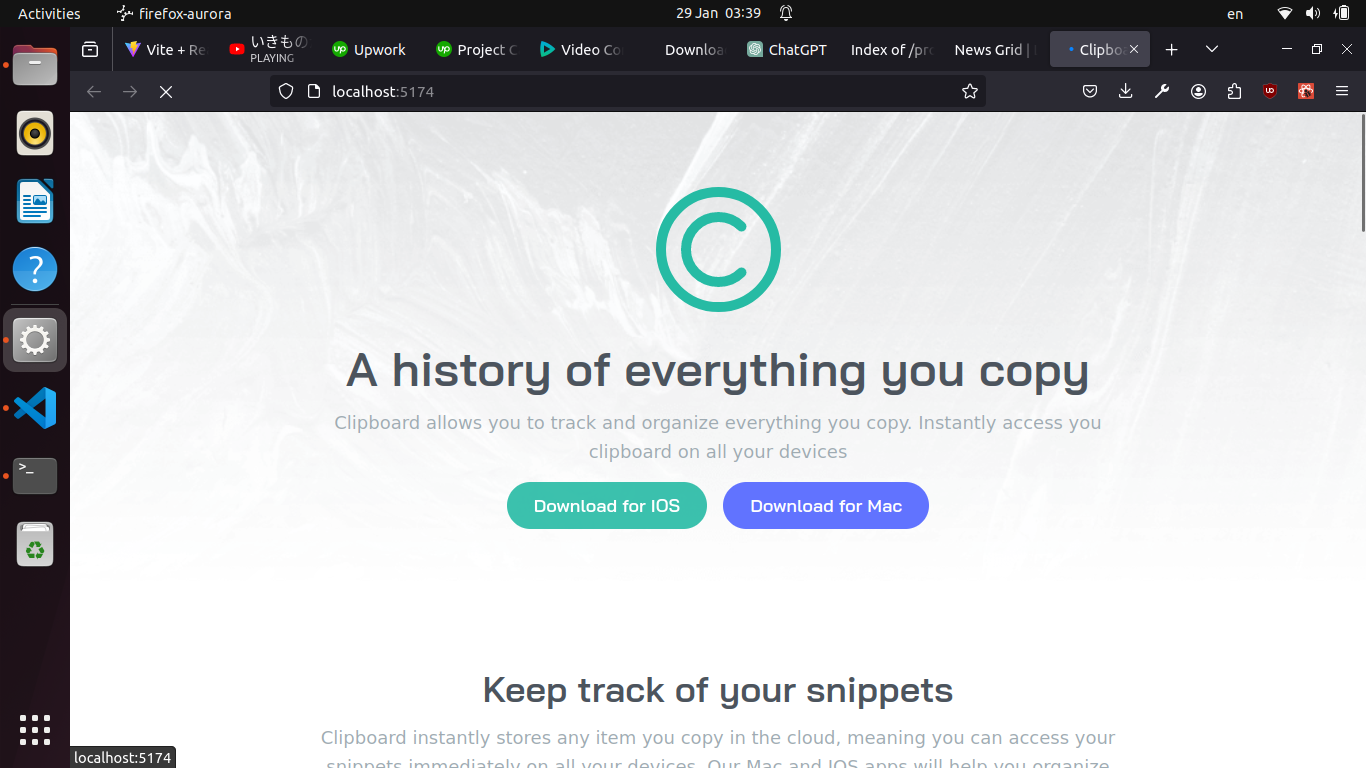 Activities
firefox-aurora
29 Jan 03:39
en
Vite + Re
いきもの
PLAYING
Upwork
Project C
Video Co
Downloa
ChatGPT
Index of /pr
News Grid |
Clipbo
localhost:5174
A history of everything you copy
Clipboard allows you to track and organize everything you copy. Instantly access you
clipboard on all your devices
Download for IOS
Download for Mac
Keep track of your snippets
Clipboard instantly stores any item you copy in the cloud, meaning you can access your
snippets immediately on all your devices. Our Mac and IOS apps will help you organize
localhost:5174